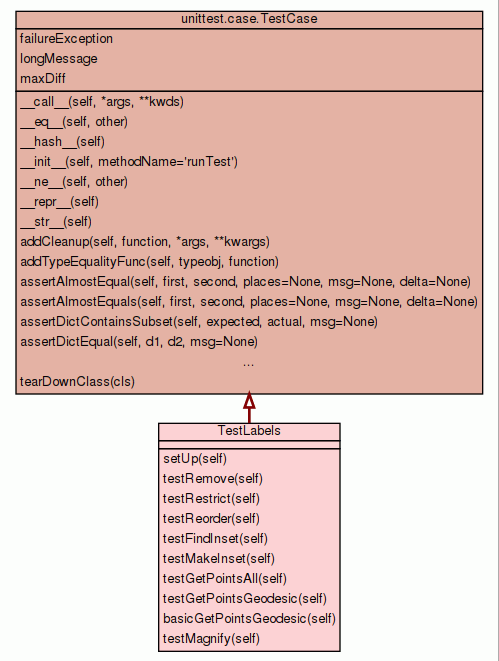 unittest.case.TestCase
failureException
longMessage
maxDiff
__call__(self, *args, **kwds)
__eq__(self, other)
__hash__(self)
__init__(self, methodName='runTest')
__ne__(self, other)
__repr__(self)
__str__(self)
addCleanup(self, function, *args, **kwargs)
addTypeEqualityFunc(self, typeobj, function)
assertAlmostEqual(self, first, second, places=None, msg=None, delta=None)
assertAlmostEquals(self, first, second, places=None, msg=None, delta=None)
assertDictContainsSubset(self, expected, actual, msg=None)
assertDictEqual(self, d1, d2, msg=None)
...
tearDownClass(cls)
TestLabels
setUp(self)
testRemove(self)
testRestrict(self)
testReorder(self)
testFindInset(self)
testMakeInset(self)
testGetPointsAll(self)
testGetPointsGeodesic(self)
basicGetPointsGeodesic(self)
testMagnify(self)